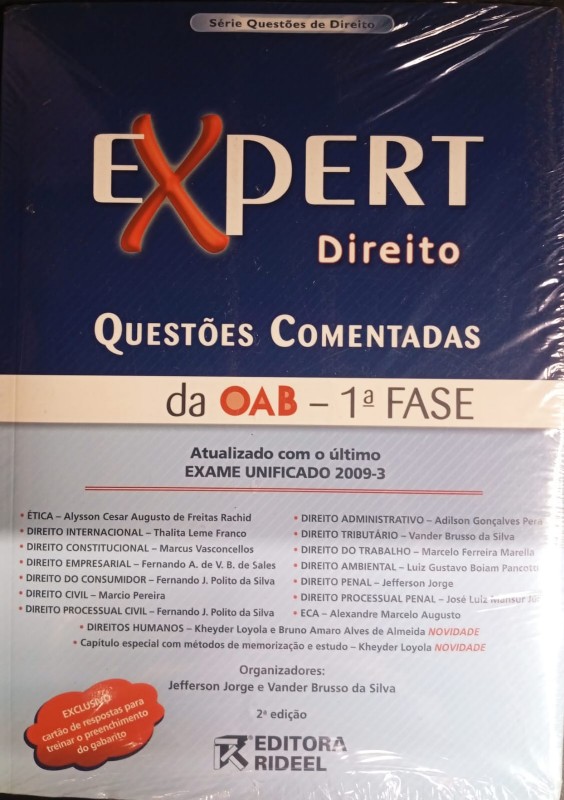 Série Questões de Direito
EXPERT
Direito
QUESTÕES COMENTADAS
da OAB – 1ª FASE
Atualizado com o último
EXAME UNIFICADO 2009-3
• ÉTICA – Alysson Cesar Augusto de Freitas Rachid
• DIREITO INTERNACIONAL – Thalita Leme Franco
• DIREITO CONSTITUCIONAL – Marcus Vasconcellos
• DIREITO EMPRESARIAL – Fernando A. de V. B. de Sales
• DIREITO DO CONSUMIDOR – Fernando J. Polito da Silva
• DIREITO CIVIL – Marcio Pereira
• DIREITO PROCESSUAL CIVIL – Fernando J. Polito da Silva
• DIREITO ADMINISTRATIVO – Adilson Gonçalves
• DIREITO TRIBUTÁRIO – Vander Brusso da Silva
• DIREITO DO TRABALHO – Marcelo Ferreira Marella
• DIREITO AMBIENTAL – Luiz Gustavo Boiam Pancoto
• DIREITO PENAL – Jefferson Jorge
• DIREITO PROCESSUAL PENAL – José Luiz Mansur
• ECA – Alexandre Marcelo Augusto
• DIREITOS HUMANOS – Kheyder Loyola e Bruno Amaro Alves de Almeida NOVIDADE
• Capítulo especial com métodos de memorização e estudo – Kheyder Loyola NOVIDADE
Organizadores:
Jefferson Jorge e Vander Brusso da Silva
2ª edição
EXCLUSIVO
cartão de respostas para
treinar o preenchimento
do gabarito
EDITORA
RIDEEL